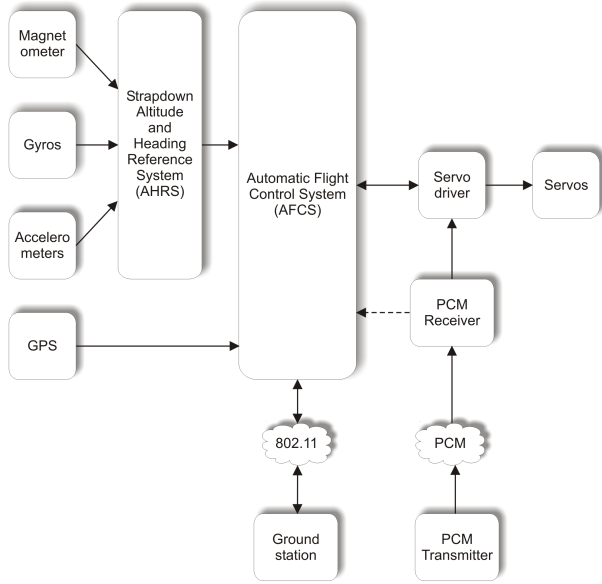 Magnet
ometer
Gyros
Accelero
meters
GPS
Strapdown
Altitude
and
Heading
Reference
System
(AHRS)
Automatic Flight
Control System
(AFCS)
Servo
driver
Servos
PCM
Receiver
802.11
PCM
Ground
station
PCM
Transmitter